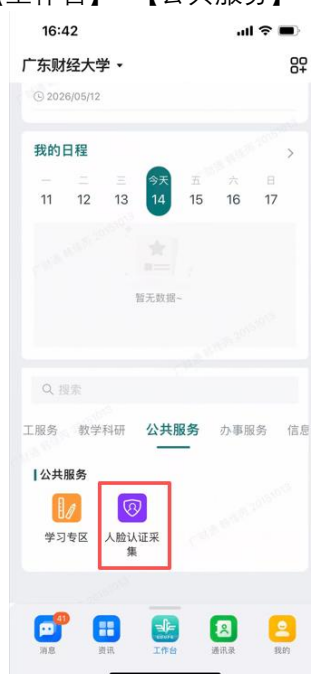 【工作台】 【公共服务】
16:42
广东财经大学
2026/05/12
我的日程
一 二 三 今天 五 六 日
11 12 13 14 15 16 17
暂无数据~
搜索
工服务 教学科研 公共服务 办事服务 信息
公共服务
学习专区 人脸认证采
集
41
消息 资讯 工作台 通讯录 我的